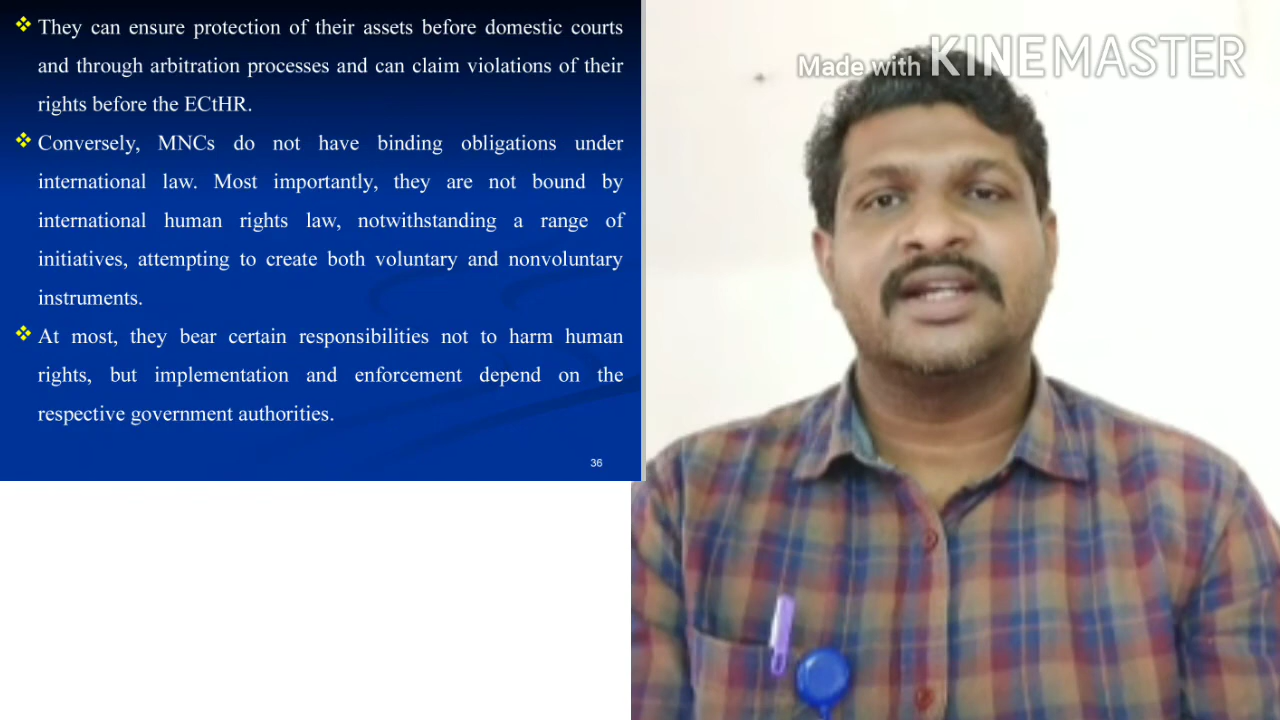 They can ensure protection of their assets before domestic courts
and through arbitration processes and can claim violations of their
rights before the ECtHR.
Conversely, MNCs do not have binding obligations under
international law. Most importantly, they are not bound by
international human rights law, notwithstanding a range of
initiatives, attempting to create both voluntary and nonvoluntary
instruments.
At most, they bear certain responsibilities not to harm human
rights, but implementation and enforcement depend on the
respective government authorities.
36
Made with KINEMASTER